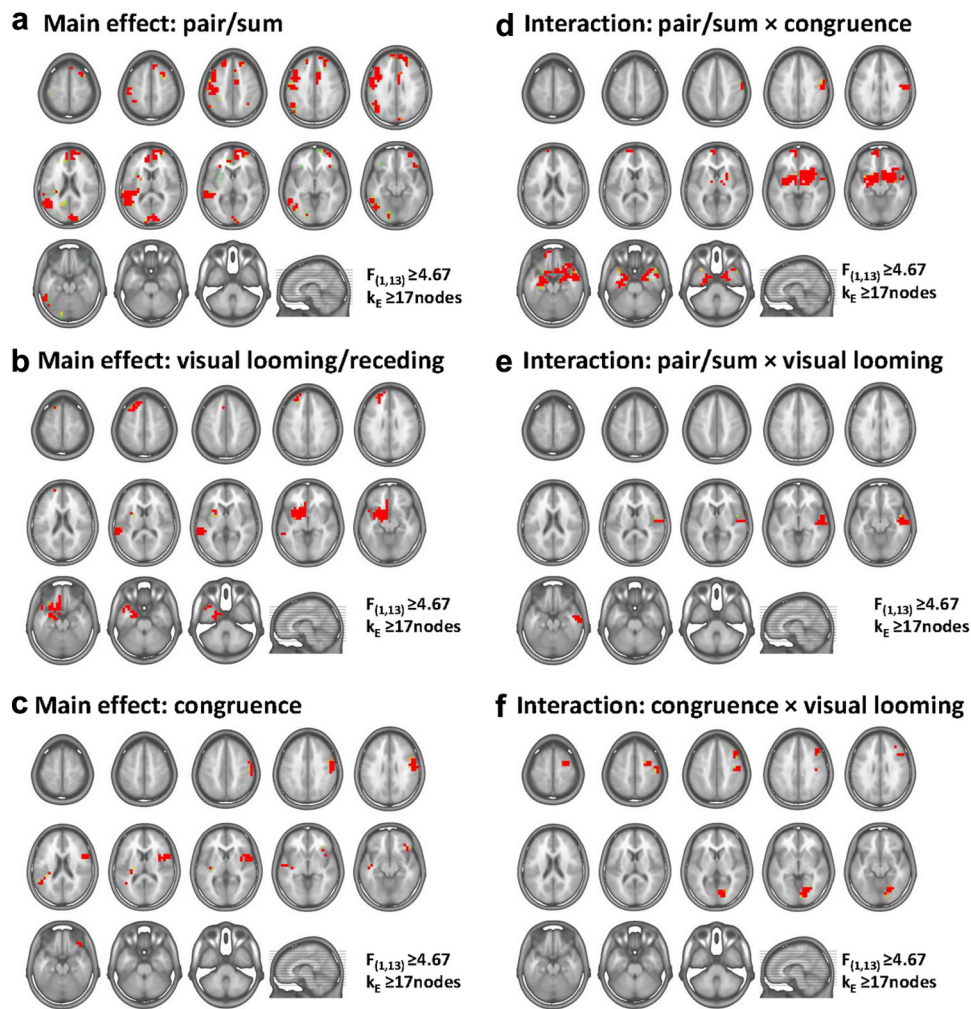 a Main effect: pair/sum
F(1,13) ≥4.67
kE ≥17nodes
b Main effect: visual looming/receding
F(1,13) ≥4.67
kE ≥17nodes
c Main effect: congruence
F(1,13) ≥4.67
kE ≥17nodes
d Interaction: pair/sum × congruence
F(1,13) ≥4.67
kE ≥17nodes
e Interaction: pair/sum × visual looming
F(1,13) ≥4.67
kE ≥17nodes
f Interaction: congruence × visual looming
F(1,13) ≥4.67
kE ≥17nodes